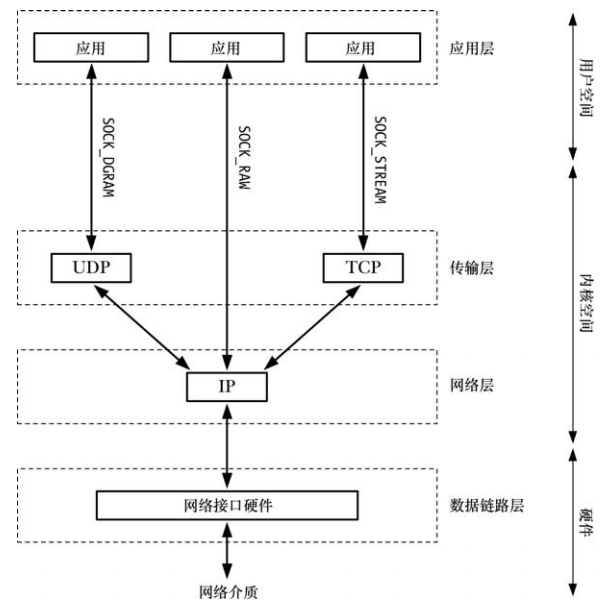 应用
应用
应用
应用层
用户空间
SOCK_DGRAM
SOCK_RAW
SOCK_STREAM
UDP
TCP
传输层
内核空间
IP
网络层
网络接口硬件
数据链路层
硬件
网络介质